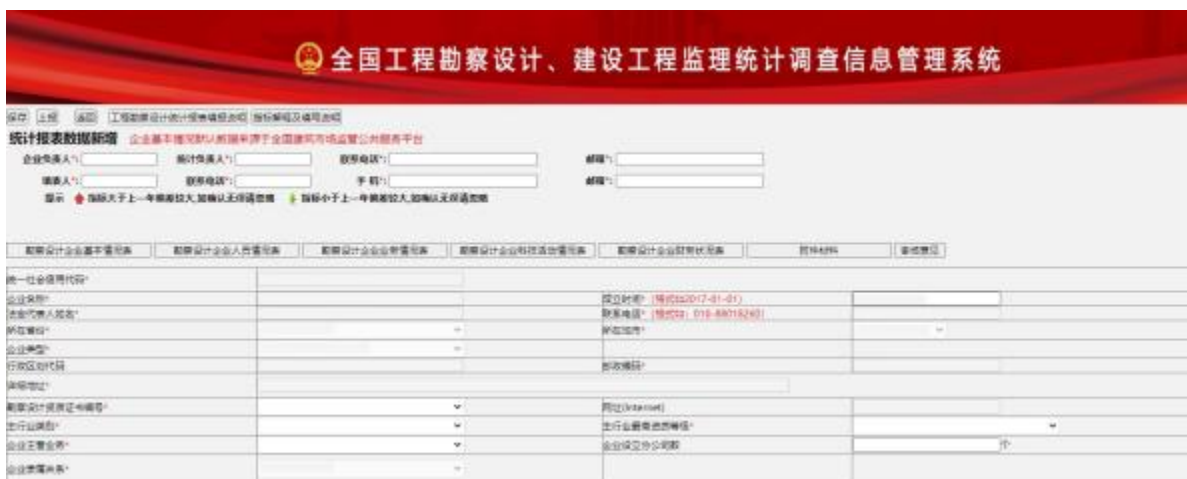 全国工程勘察设计、建设工程监理统计调查信息管理系统
保存 上报 返回 工程勘察设计统计报表填报说明 指标解释及填写说明
统计报表数据新增 企业基本情况默认数据来源于全国建筑市场监管公共服务平台
企业负责人*: 统计负责人*: 联系电话*: 邮箱*:
填表人*: 联系电话*: 手 机*: 邮箱*:
提示 指标大于上一年偏差较大,如确认无误请忽略 指标小于上一年偏差较大,如确认无误请忽略
勘察设计企业基本情况表 勘察设计企业人员情况表 勘察设计企业业务情况表 勘察设计企业科技活动情况表 勘察设计企业财务状况表 附件材料 审核意见
统一社会信用代码*
企业名称* 成立时间* (格式如2017-01-01)
法定代表人姓名* 联系电话* (格式如:
所在省份* 所在地市*
企业类型*
行政区划代码 邮政编码*
详细地址*
勘察设计资质证书编号* 网址(Internet)
主行业类别* 主行业最高资质等级*
企业主营业务* 企业设立分公司数 个
企业隶属关系*